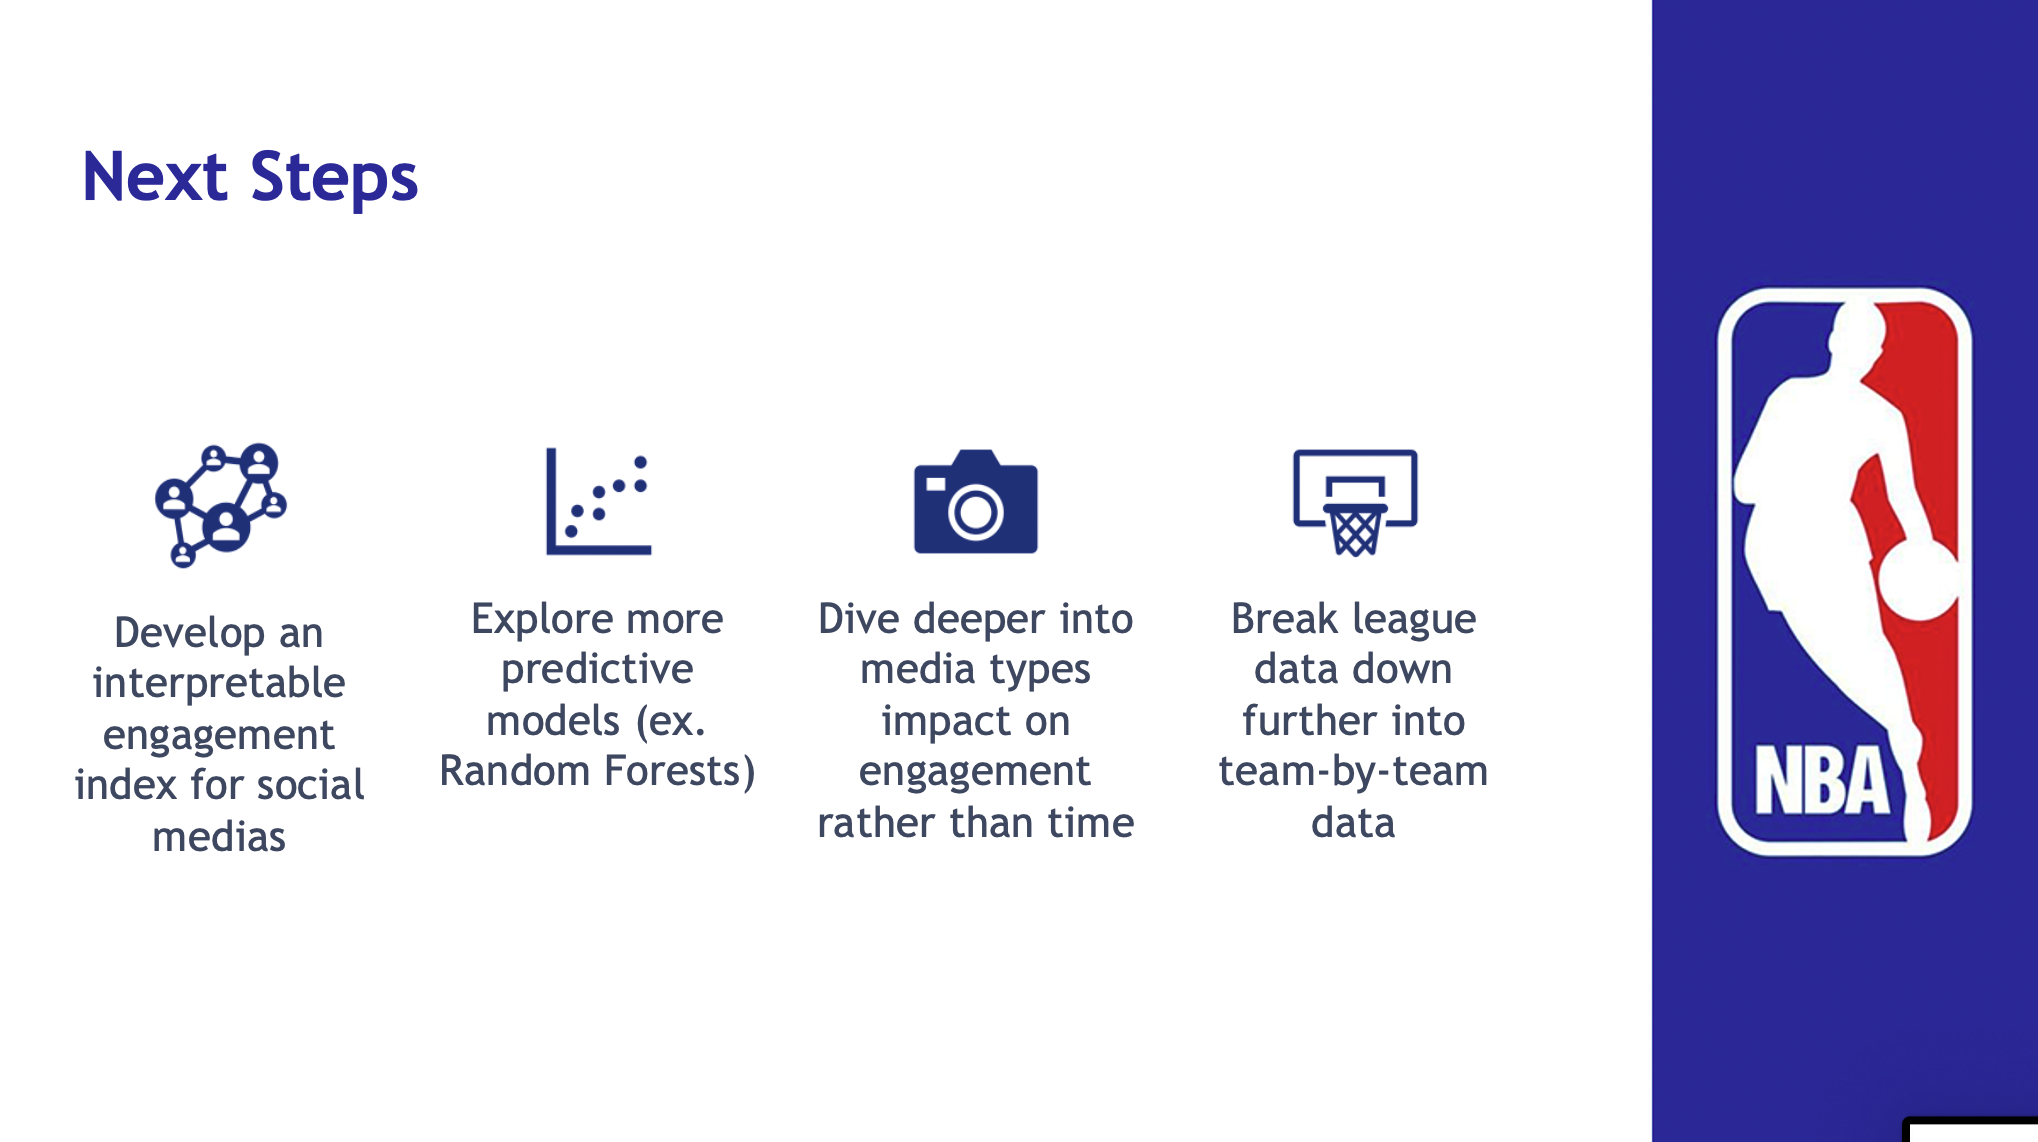 Next Steps
Develop an
interpretable
engagement
index for social
medias
Explore more
predictive
models (ex.
Random Forests)
Dive deeper into
media types
impact on
engagement
rather than time
Break league
data down
further into
team-by-team
data
NBA